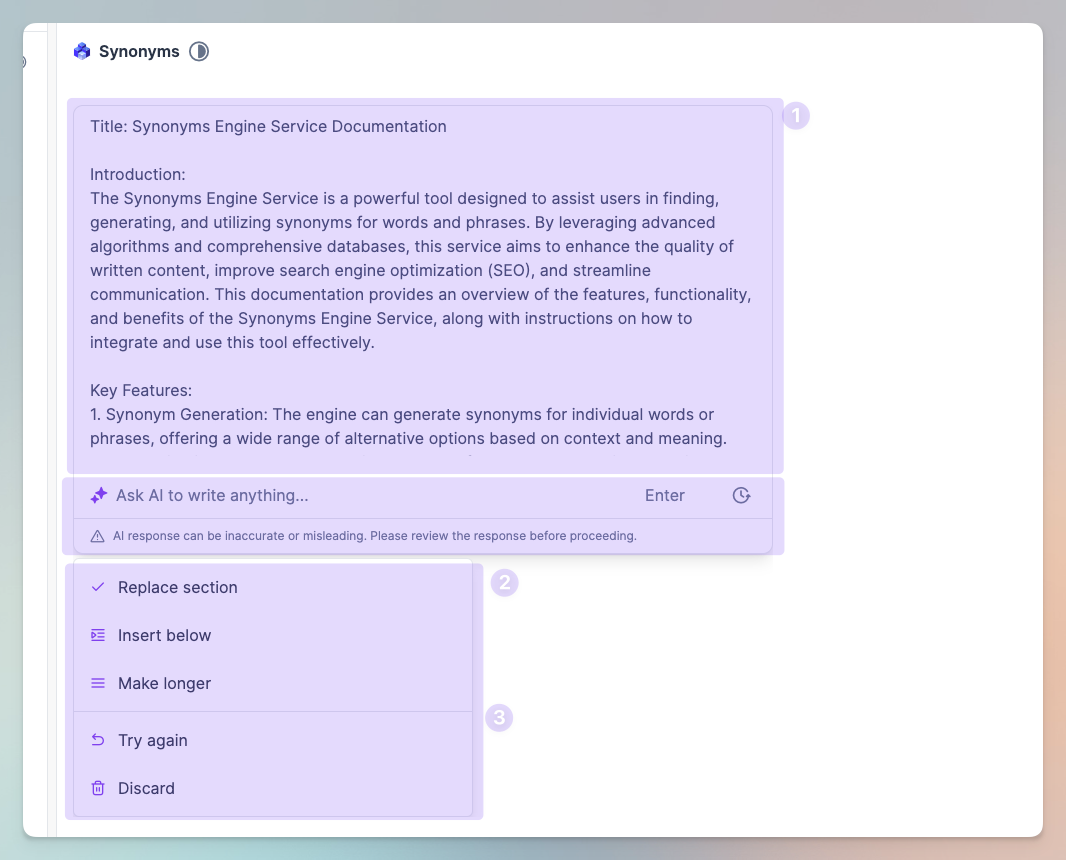 Synonyms
1
Title: Synonyms Engine Service Documentation
Introduction:
The Synonyms Engine Service is a powerful tool designed to assist users in finding,
generating, and utilizing synonyms for words and phrases. By leveraging advanced
algorithms and comprehensive databases, this service aims to enhance the quality of
written content, improve search engine optimization (SEO), and streamline
communication. This documentation provides an overview of the features, functionality,
and benefits of the Synonyms Engine Service, along with instructions on how to
integrate and use this tool effectively.
Key Features:
1. Synonym Generation: The engine can generate synonyms for individual words or
phrases, offering a wide range of alternative options based on context and meaning.
Ask AI to write anything... Enter
AI response can be inaccurate or misleading. Please review the response before proceeding.
2
Replace section
Insert below
Make longer
3
Try again
Discard